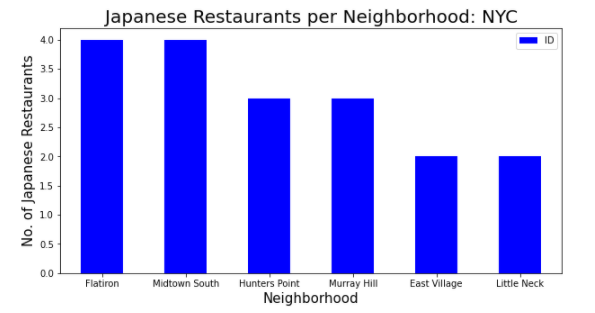 Japanese Restaurants per Neighborhood: NYC
ID
No. of Japanese Restaurants
4.0
3.5
3.0
2.5
2.0
1.5
1.0
0.5
0.0
Flatiron Midtown South Hunters Point Murray Hill East Village Little Neck
Neighborhood